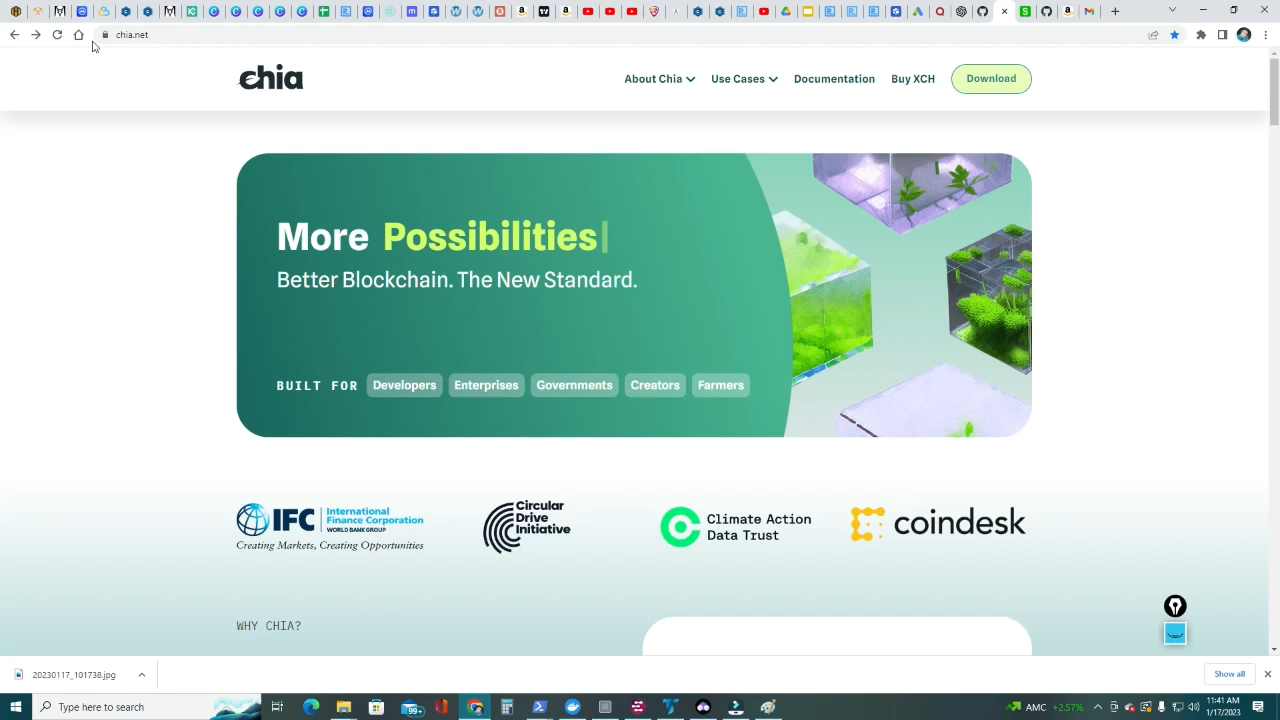 chia.net
chia
About Chia
Use Cases
Documentation
Buy XCH
Download
More Possibilities
Better Blockchain. The New Standard.
BUILT FOR
Developers
Enterprises
Governments
Creators
Farmers
IFC
International
Finance Corporation
WORLD BANK GROUP
Creating Markets, Creating Opportunities
Circular
Drive
Initiative
Climate Action
Data Trust
coindesk
WHY CHIA?
20230117_101738.jpg
Show all
Type here to search
99+
AMC +2.57%
11:41 AM
1/17/2023